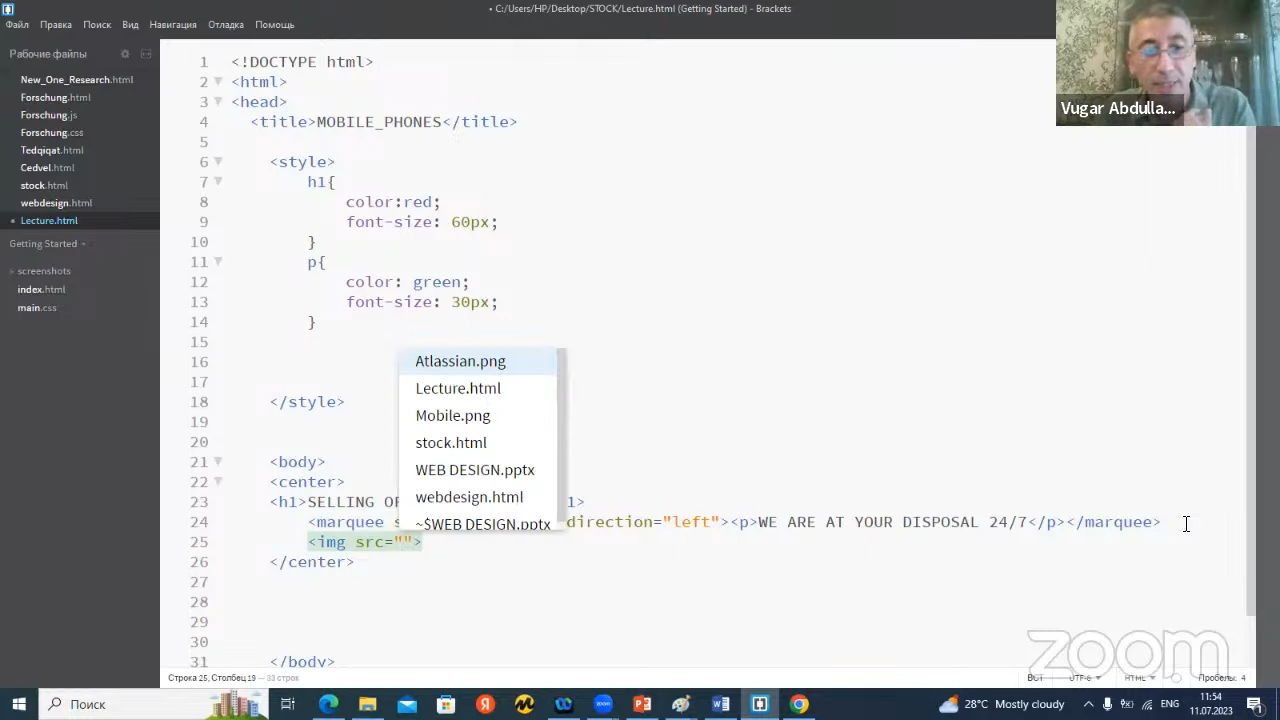 • C:/Users/HP/Desktop/STOCK/Lecture.html (Getting Started) - Brackets
Файл Правка Поиск Вид Навигация Отладка Помощь
Рабочие файлы
New_One_Research.html
Forschung.html
Forschung.js
Forschung.css
Tedqiqat.html
Cedvel.html
stock.html
webdesign.html
• Lecture.html
Getting Started
screenshots
index.html
main.css
Vugar Abdulla...
1 <!DOCTYPE html>
2 <html>
3 <head>
4 <title>MOBILE_PHONES</title>
5
6 <style>
7 h1{
8 color:red;
9 font-size: 60px;
10 }
11 p{
12 color: green;
13 font-size: 30px;
14 }
15
16
17
18 </style>
19
20
21 <body>
22 <center>
23 <h1>SELLING OF 1>
24 <marquee s direction="left"><p>WE ARE AT YOUR DISPOSAL 24/7</p></marquee>
25 <img src="">
26 </center>
27
28
29
30
31 </body>
Atlassian.png
Lecture.html
Mobile.png
stock.html
WEB DESIGN.pptx
webdesign.html
~$WEB DESIGN.pptx
zoom
Строка 25, Столбец 19 — 33 строк
ВСТ UTF-8 HTML Пробелы: 4
Поиск
zoom
28°C Mostly cloudy
ENG
11:54
11.07.2023